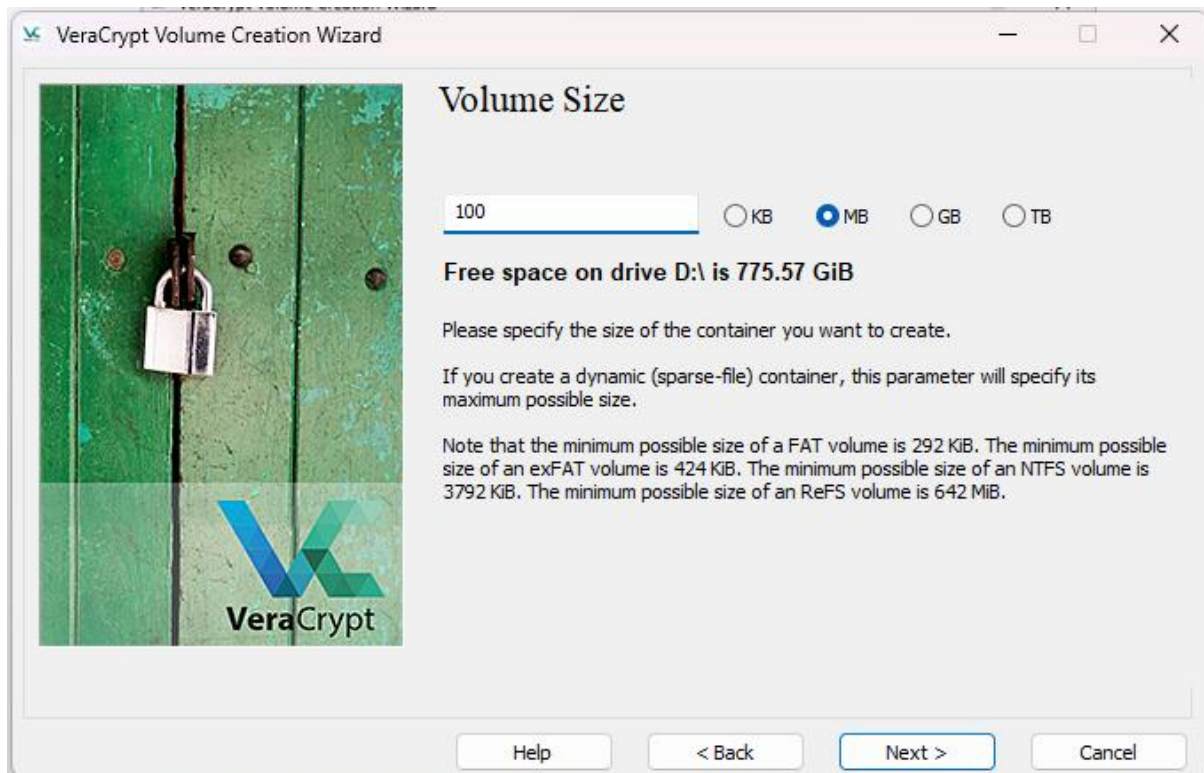 VeraCrypt Volume Creation Wizard
Volume Size
100
KB MB GB TB
Free space on drive D:\ is 775.57 GiB
Please specify the size of the container you want to create.
If you create a dynamic (sparse-file) container, this parameter will specify its
maximum possible size.
Note that the minimum possible size of a FAT volume is 292 KiB. The minimum possible
size of an exFAT volume is 424 KiB. The minimum possible size of an NTFS volume is
3792 KiB. The minimum possible size of an ReFS volume is 642 MiB.
VeraCrypt
Help < Back Next > Cancel